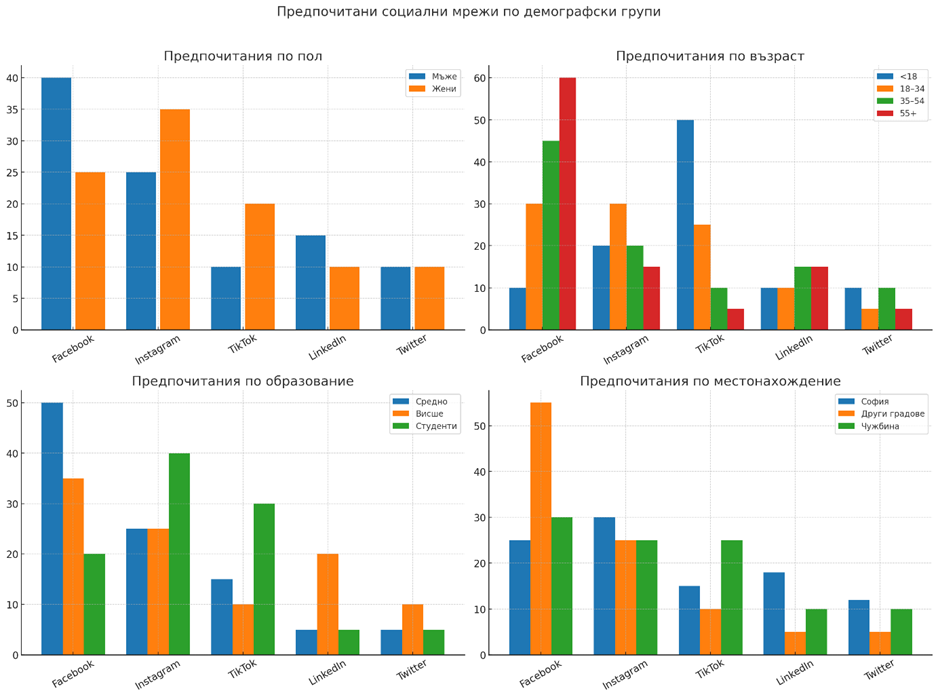 Предпочитани социални мрежи по демографски групи
Предпочитания по пол
40
35
30
25
20
15
10
5
0
Мъже
Жени
Facebook
Instagram
TikTok
LinkedIn
Twitter
Предпочитания по възраст
60
50
40
30
20
10
0
<18
18–34
35–54
55+
Facebook
Instagram
TikTok
LinkedIn
Twitter
Предпочитания по образование
50
40
30
20
10
0
Средно
Висше
Студенти
Facebook
Instagram
TikTok
LinkedIn
Twitter
Предпочитания по местонахождение
50
40
30
20
10
0
София
Други градове
Чужбина
Facebook
Instagram
TikTok
LinkedIn
Twitter